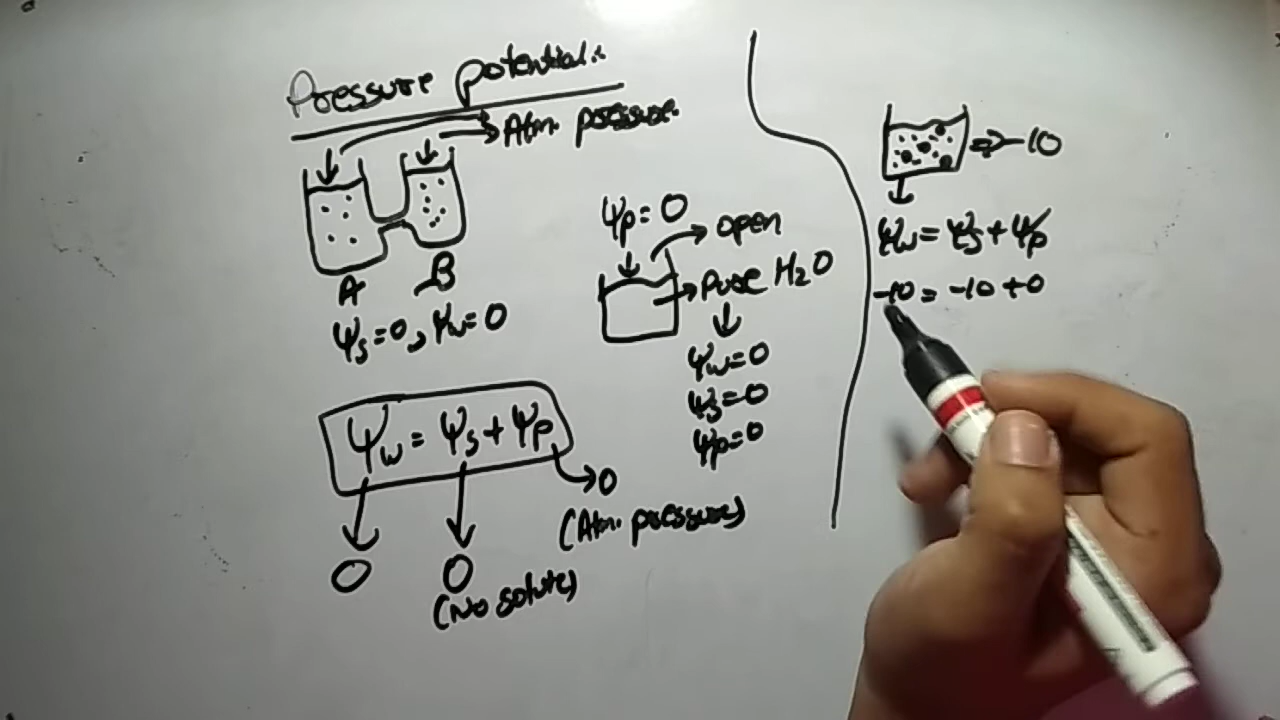 Pressure potential:
Atm. pressure.
A B
Ψs=0, Ψw=0
Ψw = Ψs + Ψp
0
(Atm. pressure)
0 0
(No solute)
Ψp=0
open
Pure H2O
Ψw=0
Ψs=0
Ψp=0
⇒-10
Ψw = Ψs + Ψp
-10 = -10 + 0